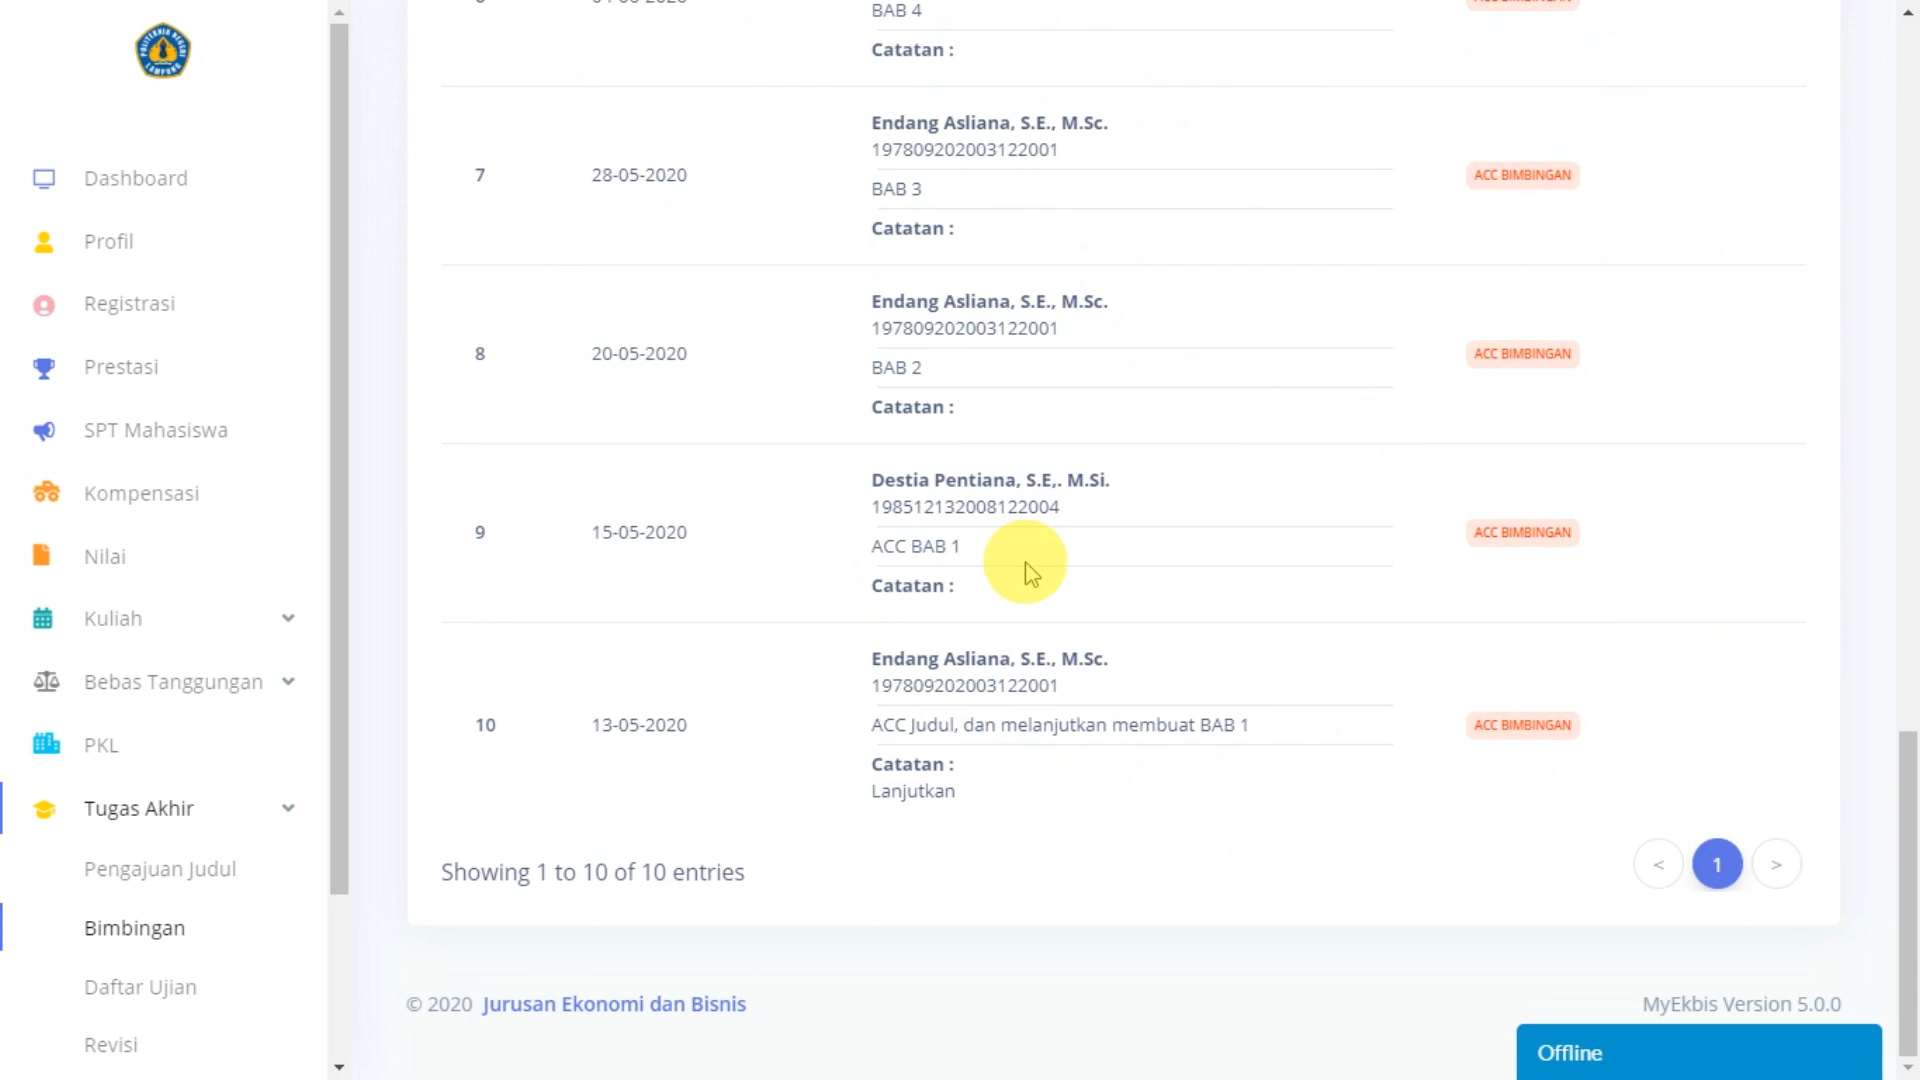 POLITEKNIK NEGERI
LAMPUNG
Dashboard
Profil
Registrasi
Prestasi
SPT Mahasiswa
Kompensasi
Nilai
Kuliah
Bebas Tanggungan
PKL
Tugas Akhir
Pengajuan Judul
Bimbingan
Daftar Ujian
Revisi
BAB 4
Catatan :
7
28-05-2020
Endang Asliana, S.E., M.Sc.
197809202003122001
BAB 3
Catatan :
ACC BIMBINGAN
8
20-05-2020
Endang Asliana, S.E., M.Sc.
197809202003122001
BAB 2
Catatan :
ACC BIMBINGAN
9
15-05-2020
Destia Pentiana, S.E,. M.Si.
198512132008122004
ACC BAB 1
Catatan :
ACC BIMBINGAN
10
13-05-2020
Endang Asliana, S.E., M.Sc.
197809202003122001
ACC Judul, dan melanjutkan membuat BAB 1
Catatan :
Lanjutkan
ACC BIMBINGAN
Showing 1 to 10 of 10 entries
< 1 >
© 2020 Jurusan Ekonomi dan Bisnis
MyEkbis Version 5.0.0
Offline